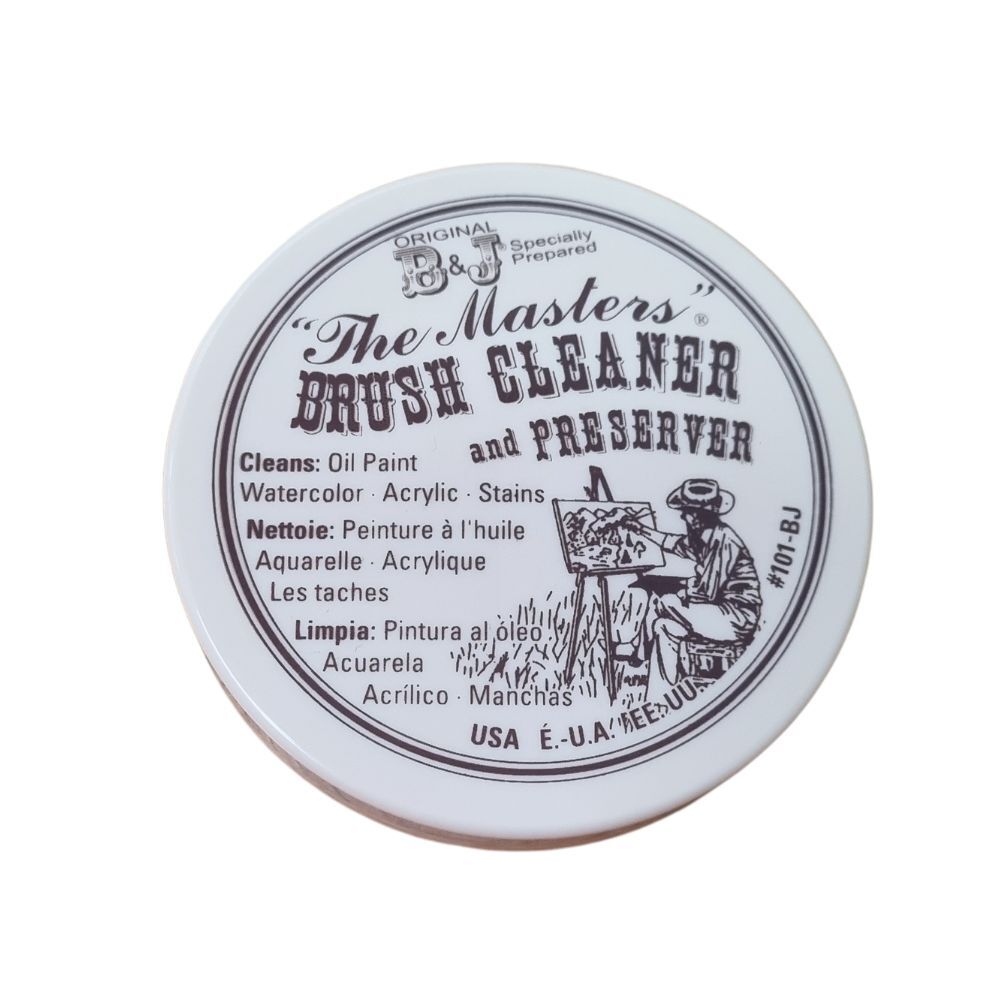 ORIGINAL
B&J® Specially
Prepared
"The Masters"®
BRUSH CLEANER
and PRESERVER
Cleans: Oil Paint
Watercolor · Acrylic · Stains
Nettoie: Peinture à l'huile
Aquarelle · Acrylique
Les taches
Limpia: Pintura al óleo
Acuarela
Acrílico · Manchas
USA É.-U.A. EE.UU.
#101-BJ